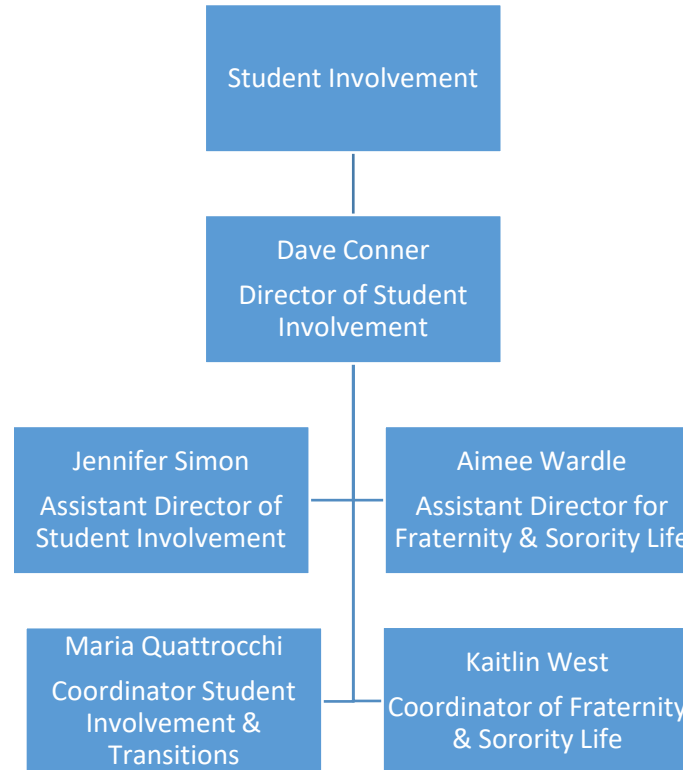 Student Involvement
Dave Conner
Director of Student
Involvement
Jennifer Simon
Assistant Director of
Student Involvement
Aimee Wardle
Assistant Director for
Fraternity & Sorority Life
Maria Quattrocchi
Coordinator Student
Involvement &
Transitions
Kaitlin West
Coordinator of Fraternity
& Sorority Life